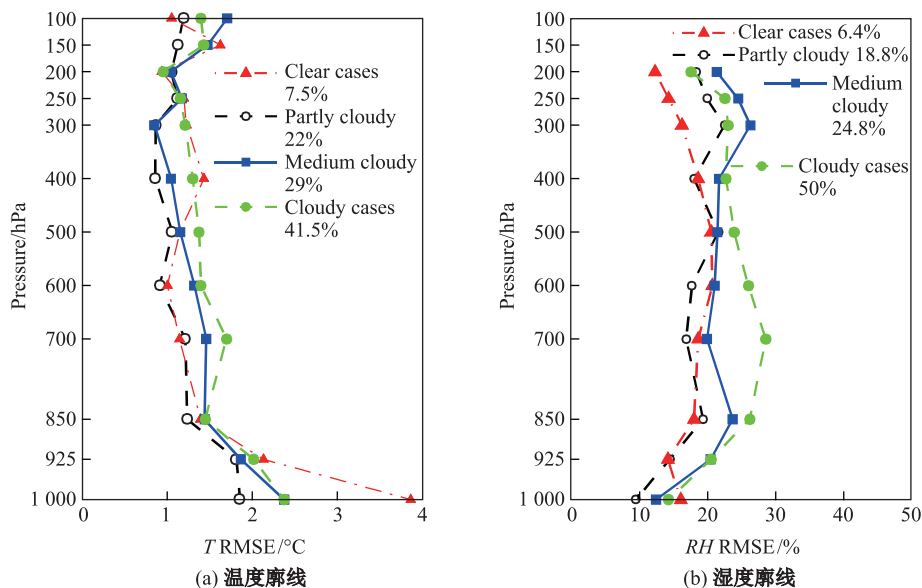 100
150
200
250
300
400
500
600
700
850
925
1 000
Pressure/hPa
Clear cases
7.5%
Partly cloudy
22%
Medium cloudy
29%
Cloudy cases
41.5%
0
1
2
3
4
T RMSE/°C
(a) 温度廓线
100
150
200
250
300
400
500
600
700
850
925
1 000
Pressure/hPa
Clear cases 6.4%
Partly cloudy 18.8%
Medium
cloudy
24.8%
Cloudy cases
50%
0
10
20
30
40
50
RH RMSE/%
(b) 湿度廓线